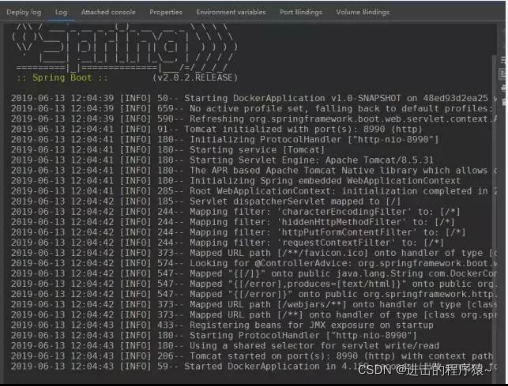 Deploy log Log Attached console Properties Environment variables Port Bindings Volume Bindings
:: Spring Boot :: (v2.0.2.RELEASE)
2019-06-13 12:04:39 [INFO] 50-- Starting DockerApplication v1.0-SNAPSHOT on 48ed93d2ea25
2019-06-13 12:04:39 [INFO] 659-- No active profile set, falling back to default profiles:
2019-06-13 12:04:39 [INFO] 590-- Refreshing org.springframework.boot.web.servlet.context.
2019-06-13 12:04:41 [INFO] 91-- Tomcat initialized with port(s): 8990 (http)
2019-06-13 12:04:41 [INFO] 180-- Initializing ProtocolHandler ["http-nio-8990"]
2019-06-13 12:04:41 [INFO] 180-- Starting service [Tomcat]
2019-06-13 12:04:41 [INFO] 180-- Starting Servlet Engine: Apache Tomcat/8.5.31
2019-06-13 12:04:41 [INFO] 180-- The APR based Apache Tomcat Native library which allows
2019-06-13 12:04:41 [INFO] 180-- Initializing Spring embedded WebApplicationContext
2019-06-13 12:04:41 [INFO] 285-- Root WebApplicationContext: initialization completed in
2019-06-13 12:04:42 [INFO] 185-- Servlet dispatcherServlet mapped to [/]
2019-06-13 12:04:42 [INFO] 244-- Mapping filter: 'characterEncodingFilter' to: [/*]
2019-06-13 12:04:42 [INFO] 244-- Mapping filter: 'hiddenHttpMethodFilter' to: [/*]
2019-06-13 12:04:42 [INFO] 244-- Mapping filter: 'httpPutFormContentFilter' to: [/*]
2019-06-13 12:04:42 [INFO] 244-- Mapping filter: 'requestContextFilter' to: [/*]
2019-06-13 12:04:42 [INFO] 373-- Mapped URL path [/**/favicon.ico] onto handler of type [c
2019-06-13 12:04:42 [INFO] 574-- Looking for @ControllerAdvice: org.springframework.boot.w
2019-06-13 12:04:42 [INFO] 547-- Mapped "{[/]}" onto public java.lang.String com.DockerCon
2019-06-13 12:04:42 [INFO] 547-- Mapped "{[/error],produces=[text/html]}" onto public org.
2019-06-13 12:04:42 [INFO] 547-- Mapped "{[/error]}" onto public org.springframework.http.
2019-06-13 12:04:42 [INFO] 373-- Mapped URL path [/webjars/**] onto handler of type [class
2019-06-13 12:04:42 [INFO] 373-- Mapped URL path [/**] onto handler of type [class org.spr
2019-06-13 12:04:43 [INFO] 433-- Registering beans for JMX exposure on startup
2019-06-13 12:04:43 [INFO] 180-- Starting ProtocolHandler ["http-nio-8990"]
2019-06-13 12:04:43 [INFO] 180-- Using a shared selector for servlet write/read
2019-06-13 12:04:43 [INFO] 206-- Tomcat started on port(s): 8990 (http) with context path
2019-06-13 12:04:43 [INFO] 59-- Started DockerApplication in
CSDN @进击的程序猿~